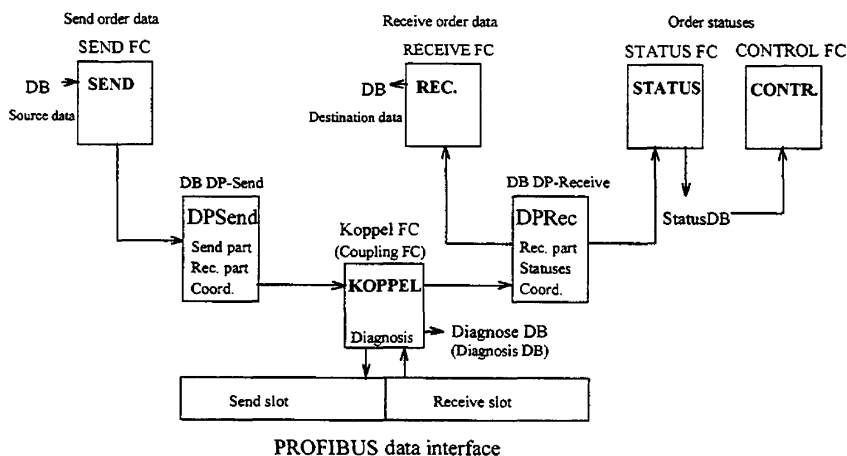 Send order data
SEND FC
DB
SEND
Source data
Receive order data
RECEIVE FC
DB
REC.
Destination data
Order statuses
STATUS FC
CONTROL FC
STATUS
CONTR.
DB DP-Send
DPSend
Send part
Rec. part
Coord.
Koppel FC
(Coupling FC)
KOPPEL
Diagnosis
DB DP-Receive
DPRec
Rec. part
Statuses
Coord.
StatusDB
Diagnose DB
(Diagnosis DB)
Send slot
Receive slot
PROFIBUS data interface